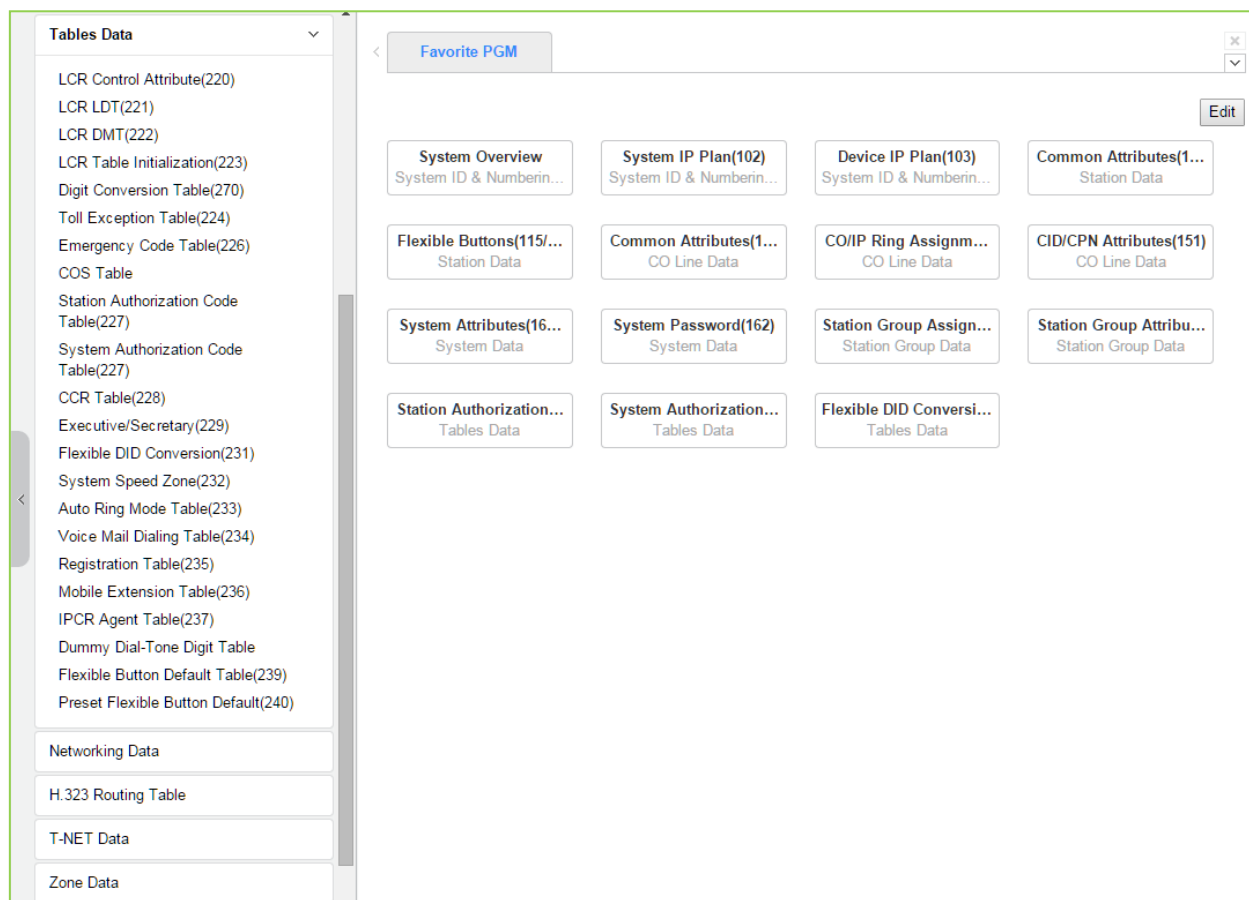 Tables Data
LCR Control Attribute(220)
LCR LDT(221)
LCR DMT(222)
LCR Table Initialization(223)
Digit Conversion Table(270)
Toll Exception Table(224)
Emergency Code Table(226)
COS Table
Station Authorization Code
Table(227)
System Authorization Code
Table(227)
CCR Table(228)
Executive/Secretary(229)
Flexible DID Conversion(231)
System Speed Zone(232)
Auto Ring Mode Table(233)
Voice Mail Dialing Table(234)
Registration Table(235)
Mobile Extension Table(236)
IPCR Agent Table(237)
Dummy Dial-Tone Digit Table
Flexible Button Default Table(239)
Preset Flexible Button Default(240)
Networking Data
H.323 Routing Table
T-NET Data
Zone Data
Favorite PGM
Edit
System Overview
System ID & Numberin...
System IP Plan(102)
System ID & Numberin...
Device IP Plan(103)
System ID & Numberin...
Common Attributes(1...
Station Data
Flexible Buttons(115/...
Station Data
Common Attributes(1...
CO Line Data
CO/IP Ring Assignm...
CO Line Data
CID/CPN Attributes(151)
CO Line Data
System Attributes(16...
System Data
System Password(162)
System Data
Station Group Assign...
Station Group Data
Station Group Attribu...
Station Group Data
Station Authorization...
Tables Data
System Authorization...
Tables Data
Flexible DID Conversi...
Tables Data